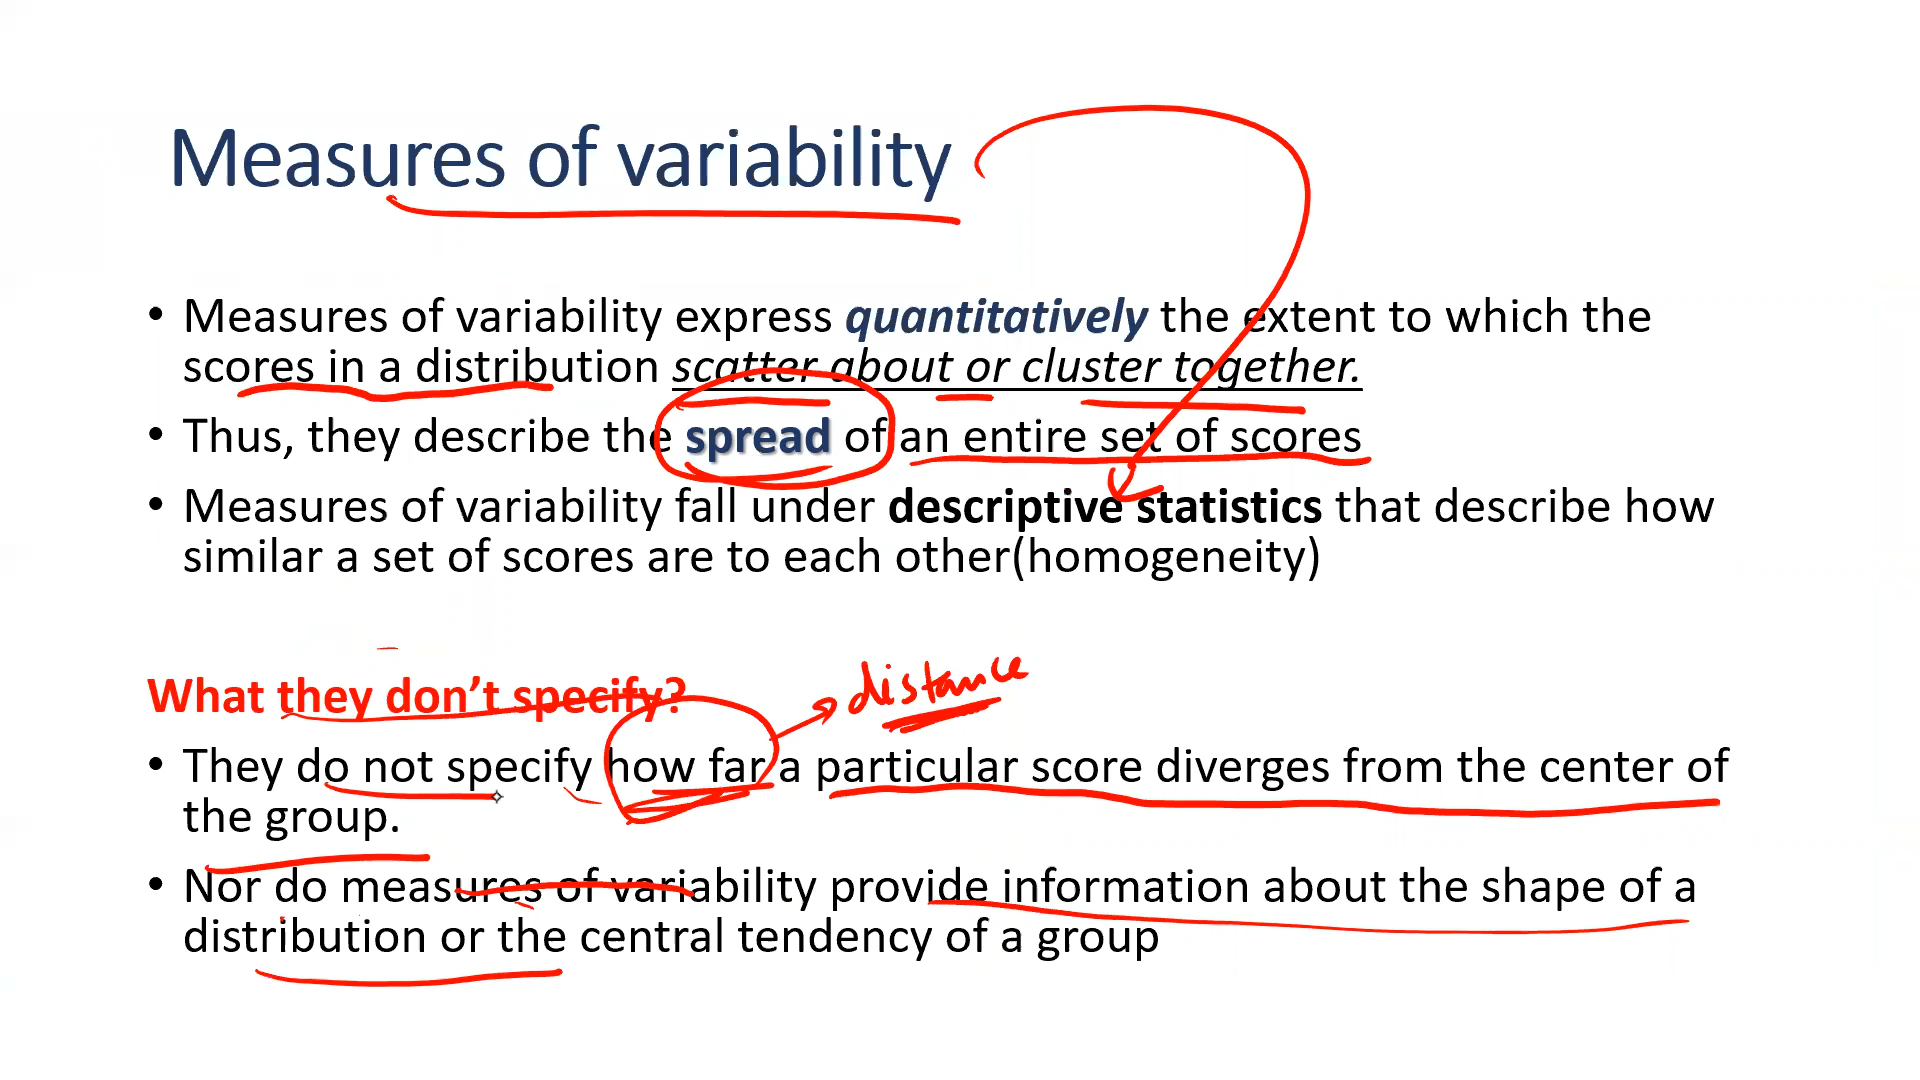 Measures of variability
• Measures of variability express quantitatively the extent to which the
scores in a distribution scatter about or cluster together.
• Thus, they describe the spread of an entire set of scores
• Measures of variability fall under descriptive statistics that describe how
similar a set of scores are to each other(homogeneity)
distance
What they don't specify?
• They do not specify how far a particular score diverges from the center of
the group.
• Nor do measures of variability provide information about the shape of a
distribution or the central tendency of a group